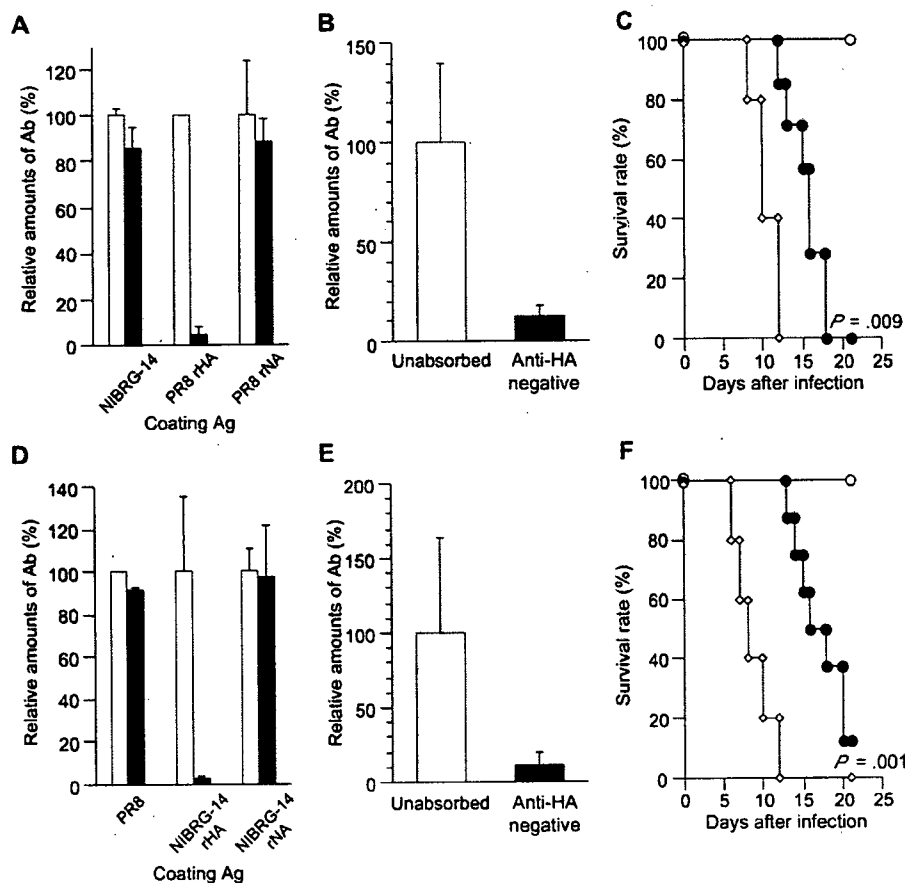 A
Relative amounts of Ab (%)
120
100
80
60
40
20
0
NIBRG-14
PR8 rHA
PR8 rNA
Coating Ag
B
Relative amounts of Ab (%)
150
100
50
0
Unabsorbed
Anti-HA
negative
C
Survival rate (%)
100
80
60
40
20
0
P = .009
0 5 10 15 20 25
Days after infection
D
Relative amounts of Ab (%)
140
120
100
80
60
40
20
0
PR8
NIBRG-14
rHA
NIBRG-14
rNA
Coating Ag
E
Relative amounts of Ab (%)
200
150
100
50
0
Unabsorbed
Anti-HA
negative
F
Survival rate (%)
100
80
60
40
20
0
P = .001
0 5 10 15 20 25
Days after infection